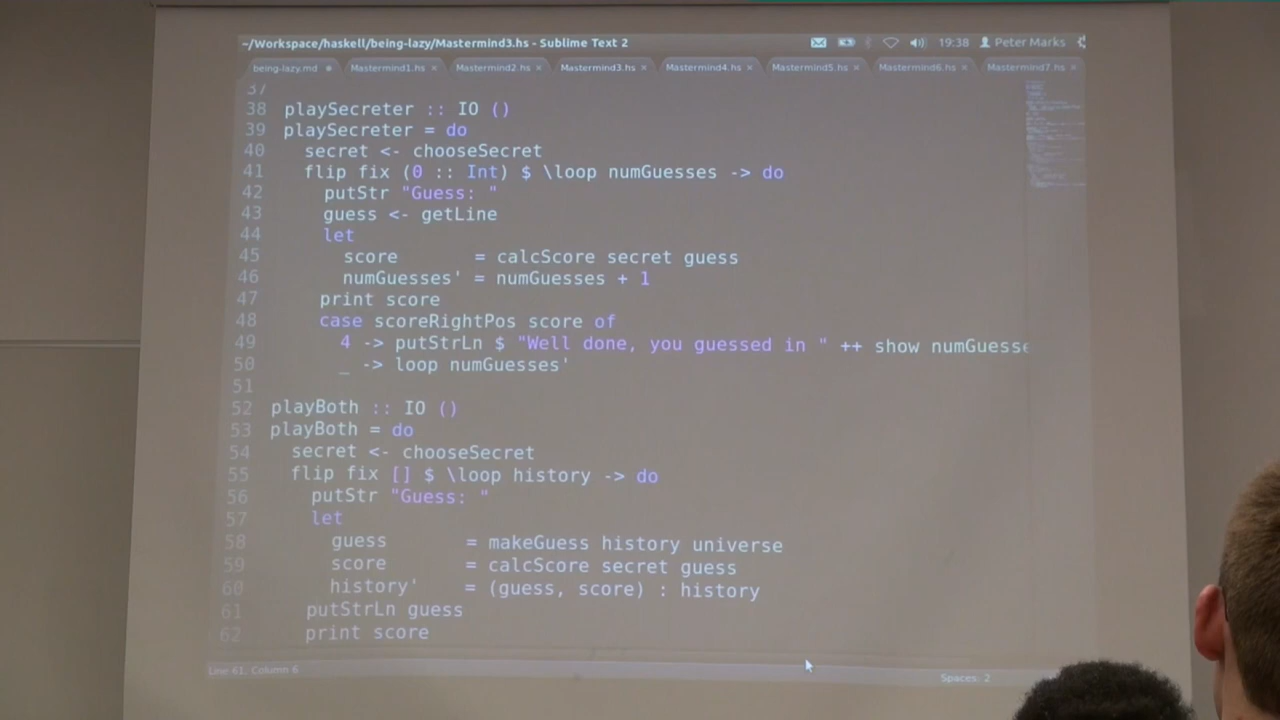 ~/Workspace/haskell/being-lazy/Mastermind3.hs - Sublime Text 2
19:38 Peter Marks
being-lazy.md Mastermind1.hs Mastermind2.hs Mastermind3.hs Mastermind4.hs Mastermind5.hs Mastermind6.hs Mastermind7.hs
37
38 playSecreter :: IO ()
39 playSecreter = do
40 secret <- chooseSecret
41 flip fix (0 :: Int) $ \loop numGuesses -> do
42 putStr "Guess: "
43 guess <- getLine
44 let
45 score = calcScore secret guess
46 numGuesses' = numGuesses + 1
47 print score
48 case scoreRightPos score of
49 4 -> putStrLn $ "Well done, you guessed in " ++ show numGuesse
50 _ -> loop numGuesses'
51
52 playBoth :: IO ()
53 playBoth = do
54 secret <- chooseSecret
55 flip fix [] $ \loop history -> do
56 putStr "Guess: "
57 let
58 guess = makeGuess history universe
59 score = calcScore secret guess
60 history' = (guess, score) : history
61 putStrLn guess
62 print score
Line 61, Column 6
Spaces: 2